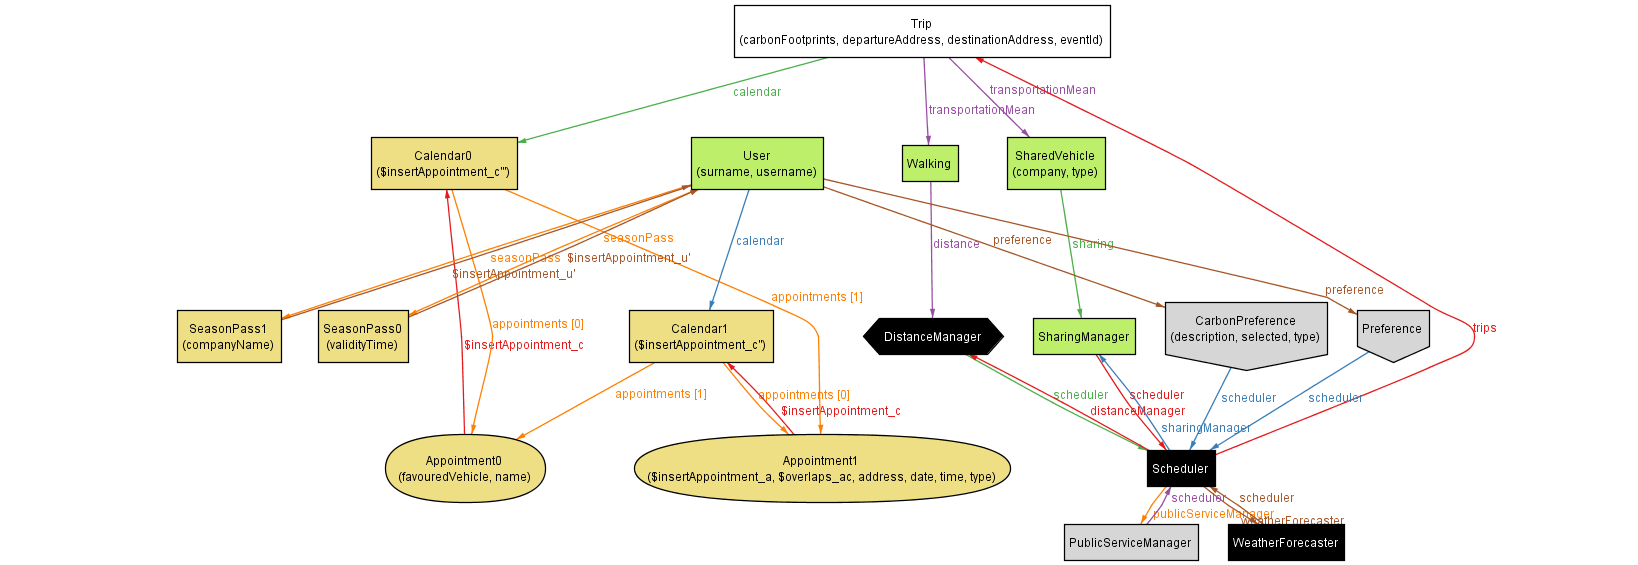 Trip
(carbonFootprints, departureAddress, destinationAddress, eventId)
calendar
transportationMean
transportationMean
Calendar0
($insertAppointment_c''')
User
(surname, username)
Walking
SharedVehicle
(company, type)
seasonPass
calendar
distance
preference
sharing
seasonPass
$insertAppointment_u'
$insertAppointment_u'
preference
appointments [1]
SeasonPass1
(companyName)
SeasonPass0
(validityTime)
appointments [0]
$insertAppointment_c
Calendar1
($insertAppointment_c'')
DistanceManager
SharingManager
CarbonPreference
(description, selected, type)
Preference
trips
appointments [1]
appointments [0]
$insertAppointment_c
scheduler
scheduler
distanceManager
scheduler
scheduler
sharingManager
Appointment0
(favouredVehicle, name)
Appointment1
($insertAppointment_a, $overlaps_ac, address, date, time, type)
Scheduler
scheduler
scheduler
publicServiceManager
weatherForecaster
PublicServiceManager
WeatherForecaster